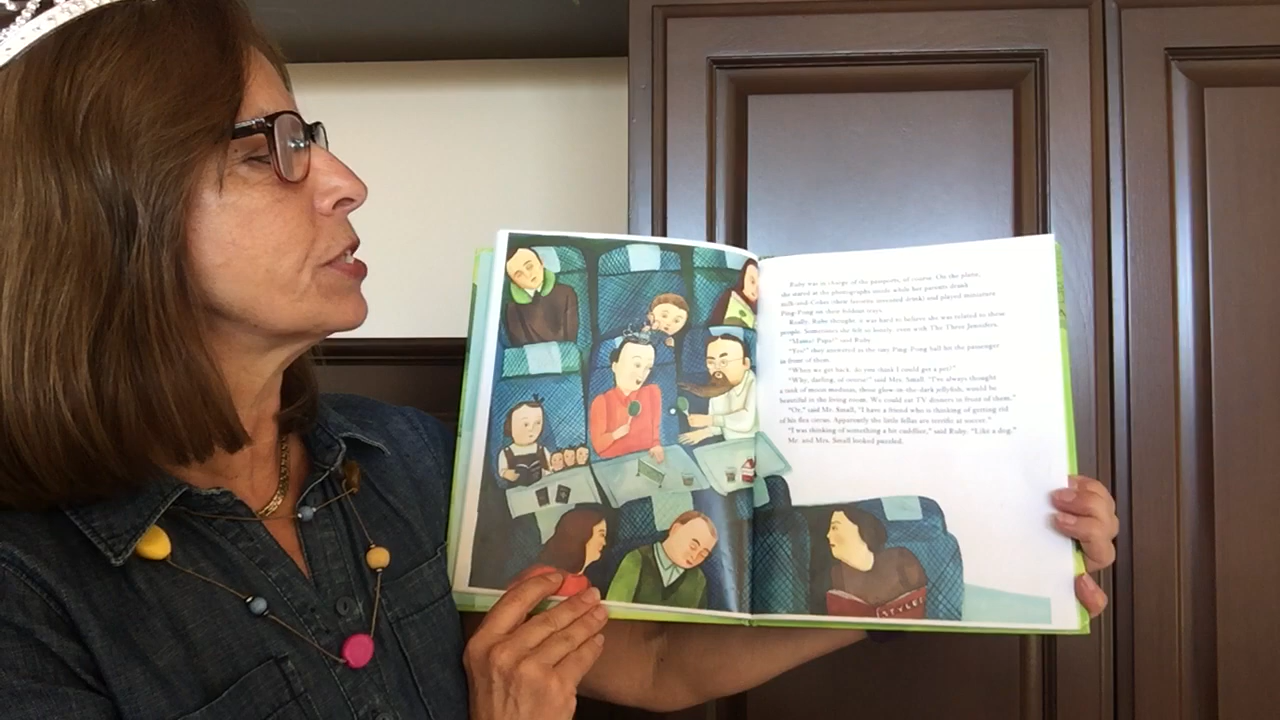 Ruby was in charge of the passports, of course. On the plane,
she stared at the photographs inside while her parents drank
milk and Cokes (their favorite invented drink) and played miniature
Ping-Pong on their foldout trays.
Really, Ruby thought, it was hard to believe she was related to these
people. Sometimes she felt so lonely, even with The Three
"Mama? Papa?" said Ruby.
"Yes?" they answered as the tiny Ping-Pong ball hit the passenger
in front of them.
"When we get back, do you think I could get a pet?"
"Why, darling, of course!" said Mrs. Small. "I've always thought
a tank of moon medusas, those glow-in-the-dark jellyfish, would be
beautiful in the living room. We could eat TV dinners in front of them."
"Or," said Mr. Small, "I have a friend who is thinking of getting rid
of his flea circus. Apparently the little fellas are terrific at soccer."
"I was thinking of something a bit cuddlier," said Ruby. "Like a dog."
Mr. and Mrs. Small looked puzzled.
STYLE